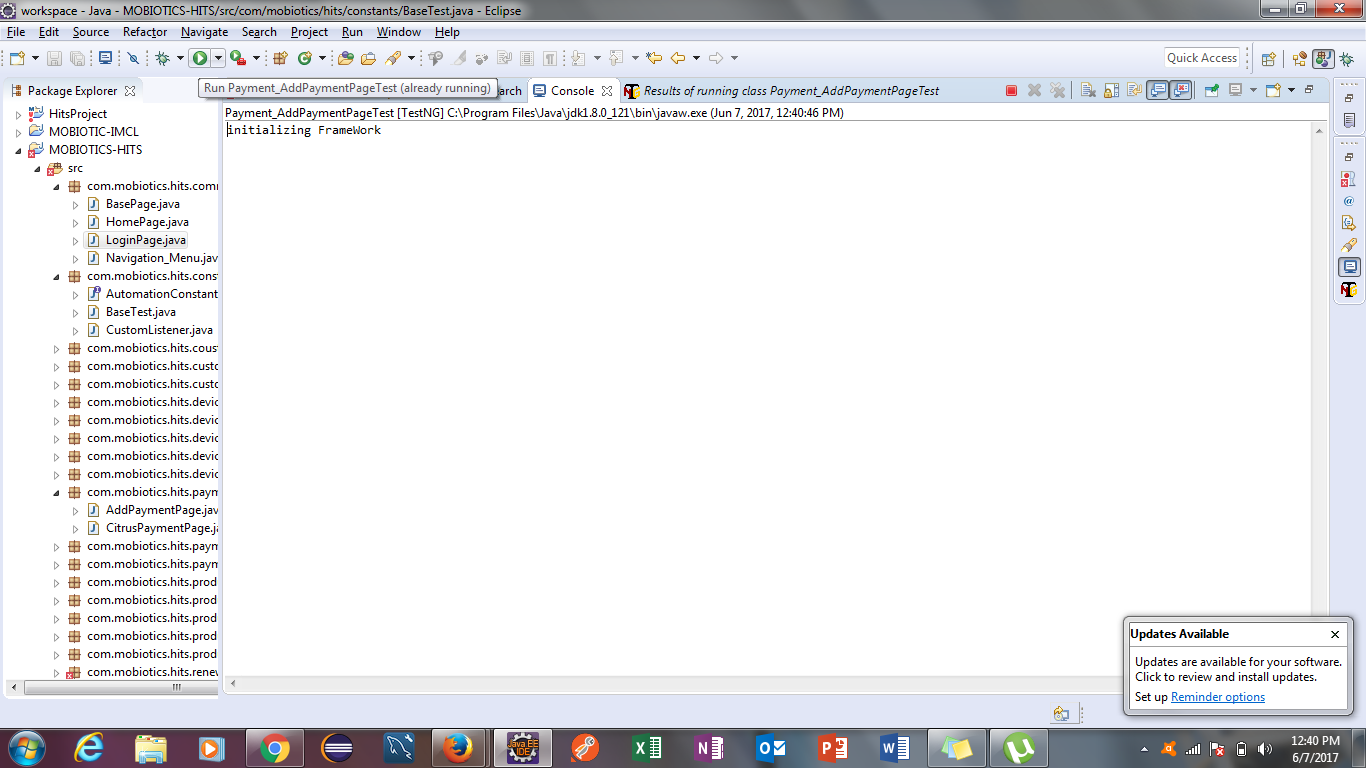 workspace - Java - MOBIOTICS-HITS/src/com/mobiotics/hits/constants/BaseTest.java - Eclipse
File Edit Source Refactor Navigate Search Project Run Window Help
Quick Access
Run Payment_AddPaymentPageTest (already running)
Package Explorer
arch
Console
Results of running class Payment_AddPaymentPageTest
Payment_AddPaymentPageTest [TestNG] C:\Program Files\Java\jdk1.8.0_121\bin\javaw.exe (Jun 7, 2017, 12:40:46 PM)
initializing FrameWork
HitsProject
MOBIOTIC-IMCL
MOBIOTICS-HITS
src
com.mobiotics.hits.comm
BasePage.java
HomePage.java
LoginPage.java
Navigation_Menu.jav
com.mobiotics.hits.const
AutomationConstant
BaseTest.java
CustomListener.java
com.mobiotics.hits.coust
com.mobiotics.hits.custo
com.mobiotics.hits.custo
com.mobiotics.hits.devic
com.mobiotics.hits.devic
com.mobiotics.hits.devic
com.mobiotics.hits.devic
com.mobiotics.hits.devic
com.mobiotics.hits.paym
AddPaymentPage.jav
CitrusPaymentPage.ja
com.mobiotics.hits.paym
com.mobiotics.hits.paym
com.mobiotics.hits.prod
com.mobiotics.hits.prod
com.mobiotics.hits.prod
com.mobiotics.hits.prod
com.mobiotics.hits.prod
com.mobiotics.hits.renew
Updates Available
Updates are available for your software.
Click to review and install updates.
Set up Reminder options
Java EE
IDE
12:40 PM
6/7/2017